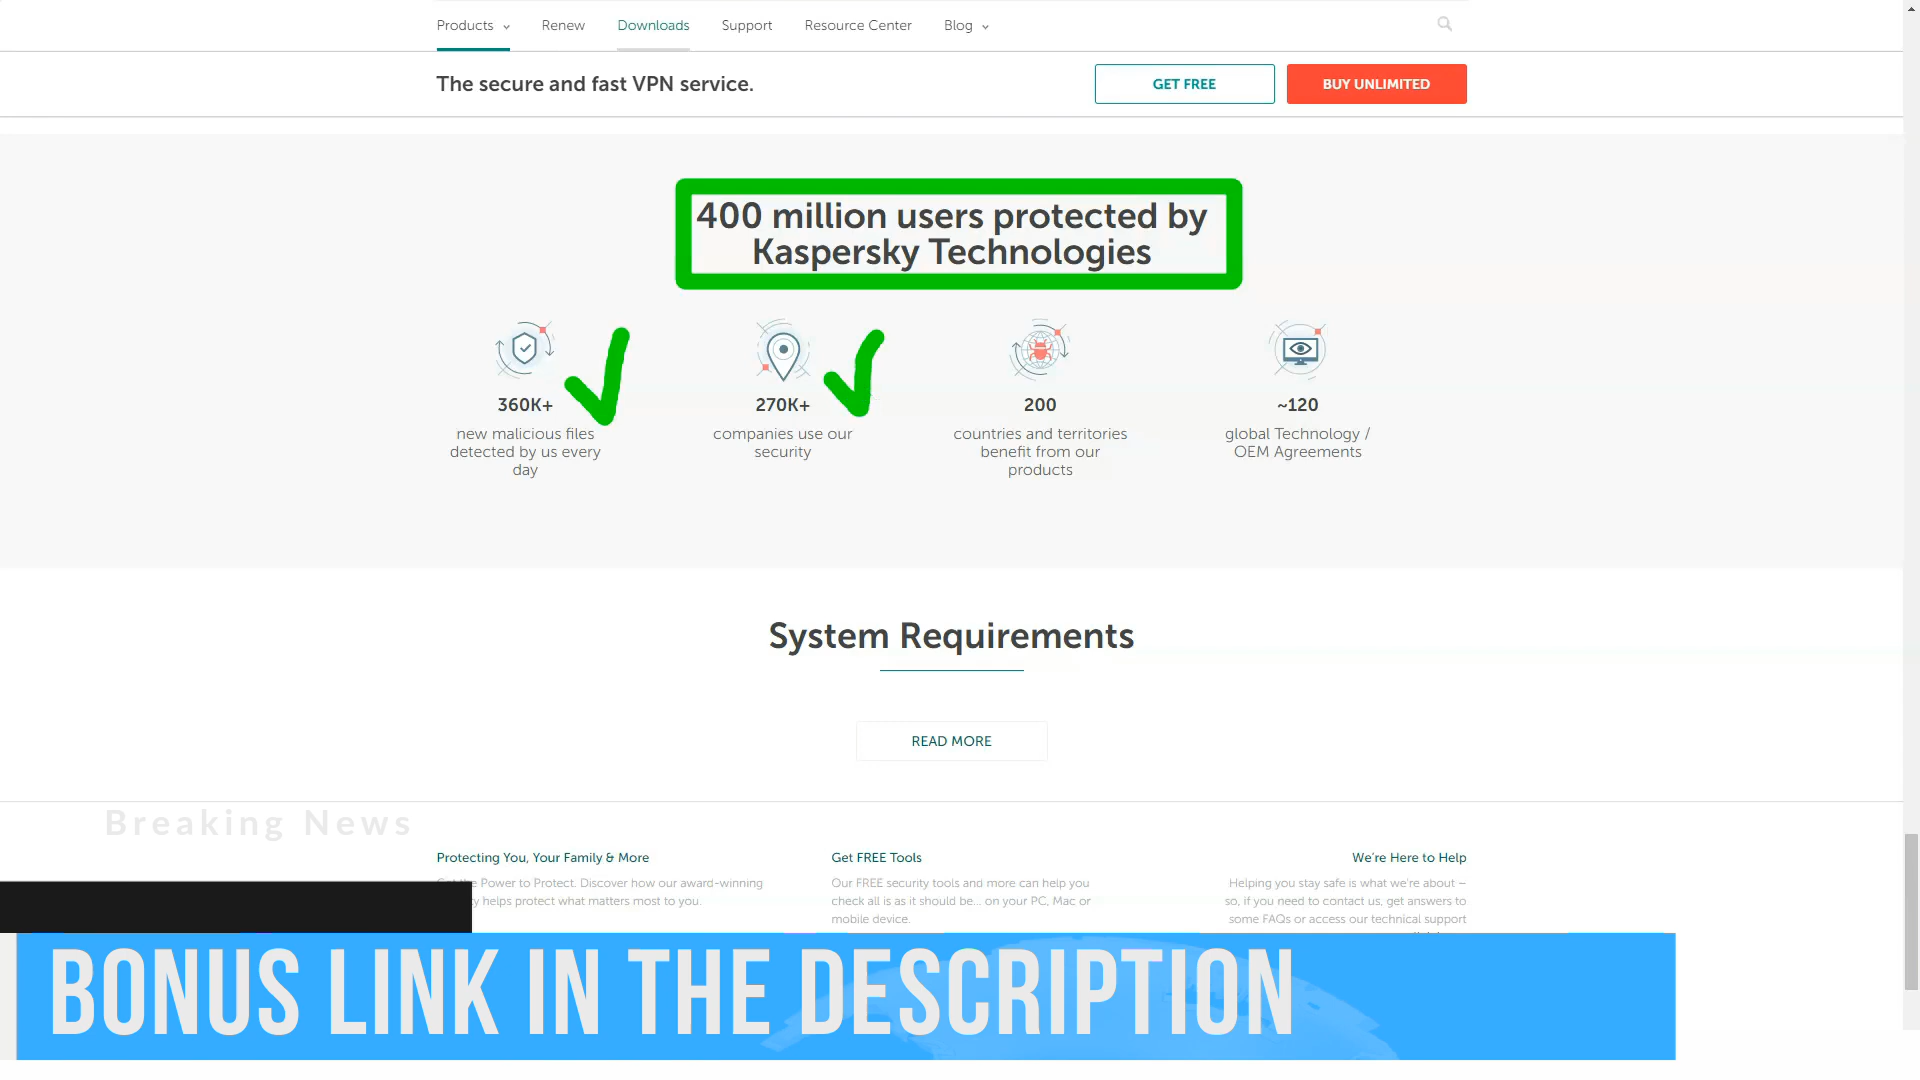 Products
Renew
Downloads
Support
Resource Center
Blog
The secure and fast VPN service.
GET FREE
BUY UNLIMITED
400 million users protected by
Kaspersky Technologies
360K+
new malicious files
detected by us every
day
270K+
companies use our
security
200
countries and territories
benefit from our
products
~120
global Technology /
OEM Agreements
System Requirements
READ MORE
Breaking News
Protecting You, Your Family & More
the Power to Protect. Discover how our award-winning
helps protect what matters most to you.
Get FREE Tools
Our FREE security tools and more can help you
check all is as it should be... on your PC, Mac or
mobile device.
We're Here to Help
Helping you stay safe is what we're about –
so, if you need to contact us, get answers to
some FAQs or access our technical support
BONUS LINK IN THE DESCRIPTION